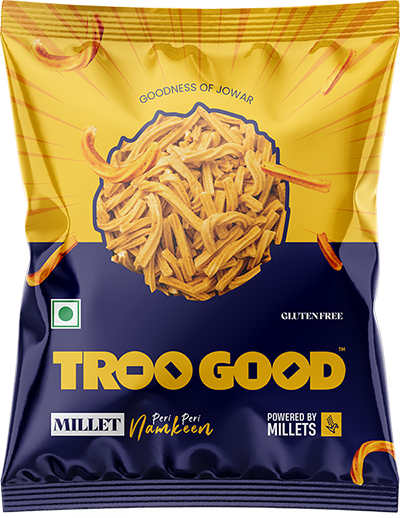 GOODNESS OF JOWAR
GLUTEN FREE
TROO GOOD™
MILLET
Peri Peri
Namkeen
POWERED BY
MILLETS